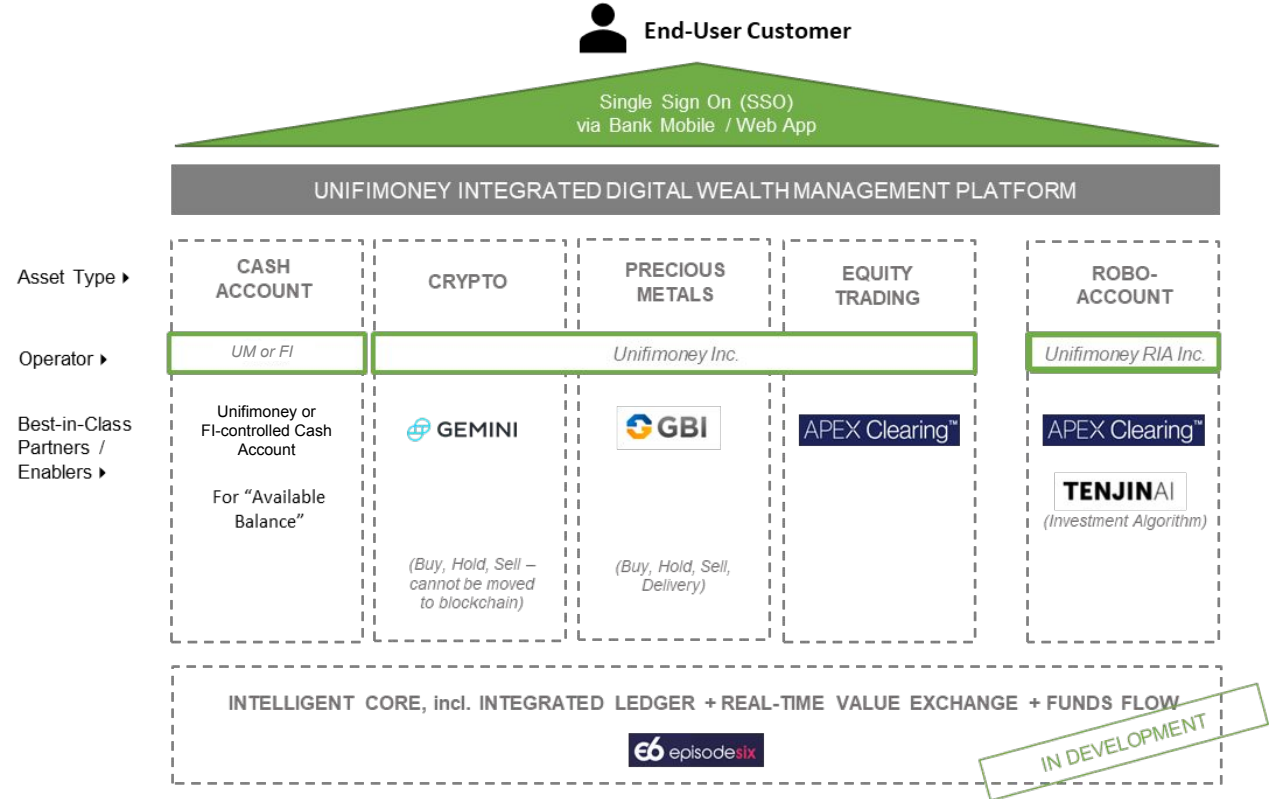 End-User Customer
Single Sign On (SSO)
via Bank Mobile / Web App
UNIFIMONEY INTEGRATED DIGITAL WEALTH MANAGEMENT PLATFORM
Asset Type
CASH
ACCOUNT
CRYPTO
PRECIOUS
METALS
EQUITY
TRADING
ROBO-
ACCOUNT
Operator
UM or FI
Unifimoney Inc.
Unifimoney RIA Inc.
Best-in-Class
Partners /
Enablers
Unifimoney or
FI-controlled Cash
Account
For “Available
Balance”
GEMINI
(Buy, Hold, Sell –
cannot be moved
to blockchain)
GBI
(Buy, Hold, Sell,
Delivery)
APEX Clearing™
APEX Clearing™
TENJINAI
(Investment Algorithm)
INTELLIGENT CORE, incl. INTEGRATED LEDGER + REAL-TIME VALUE EXCHANGE + FUNDS FLOW
E6 episodesix
IN DEVELOPMENT